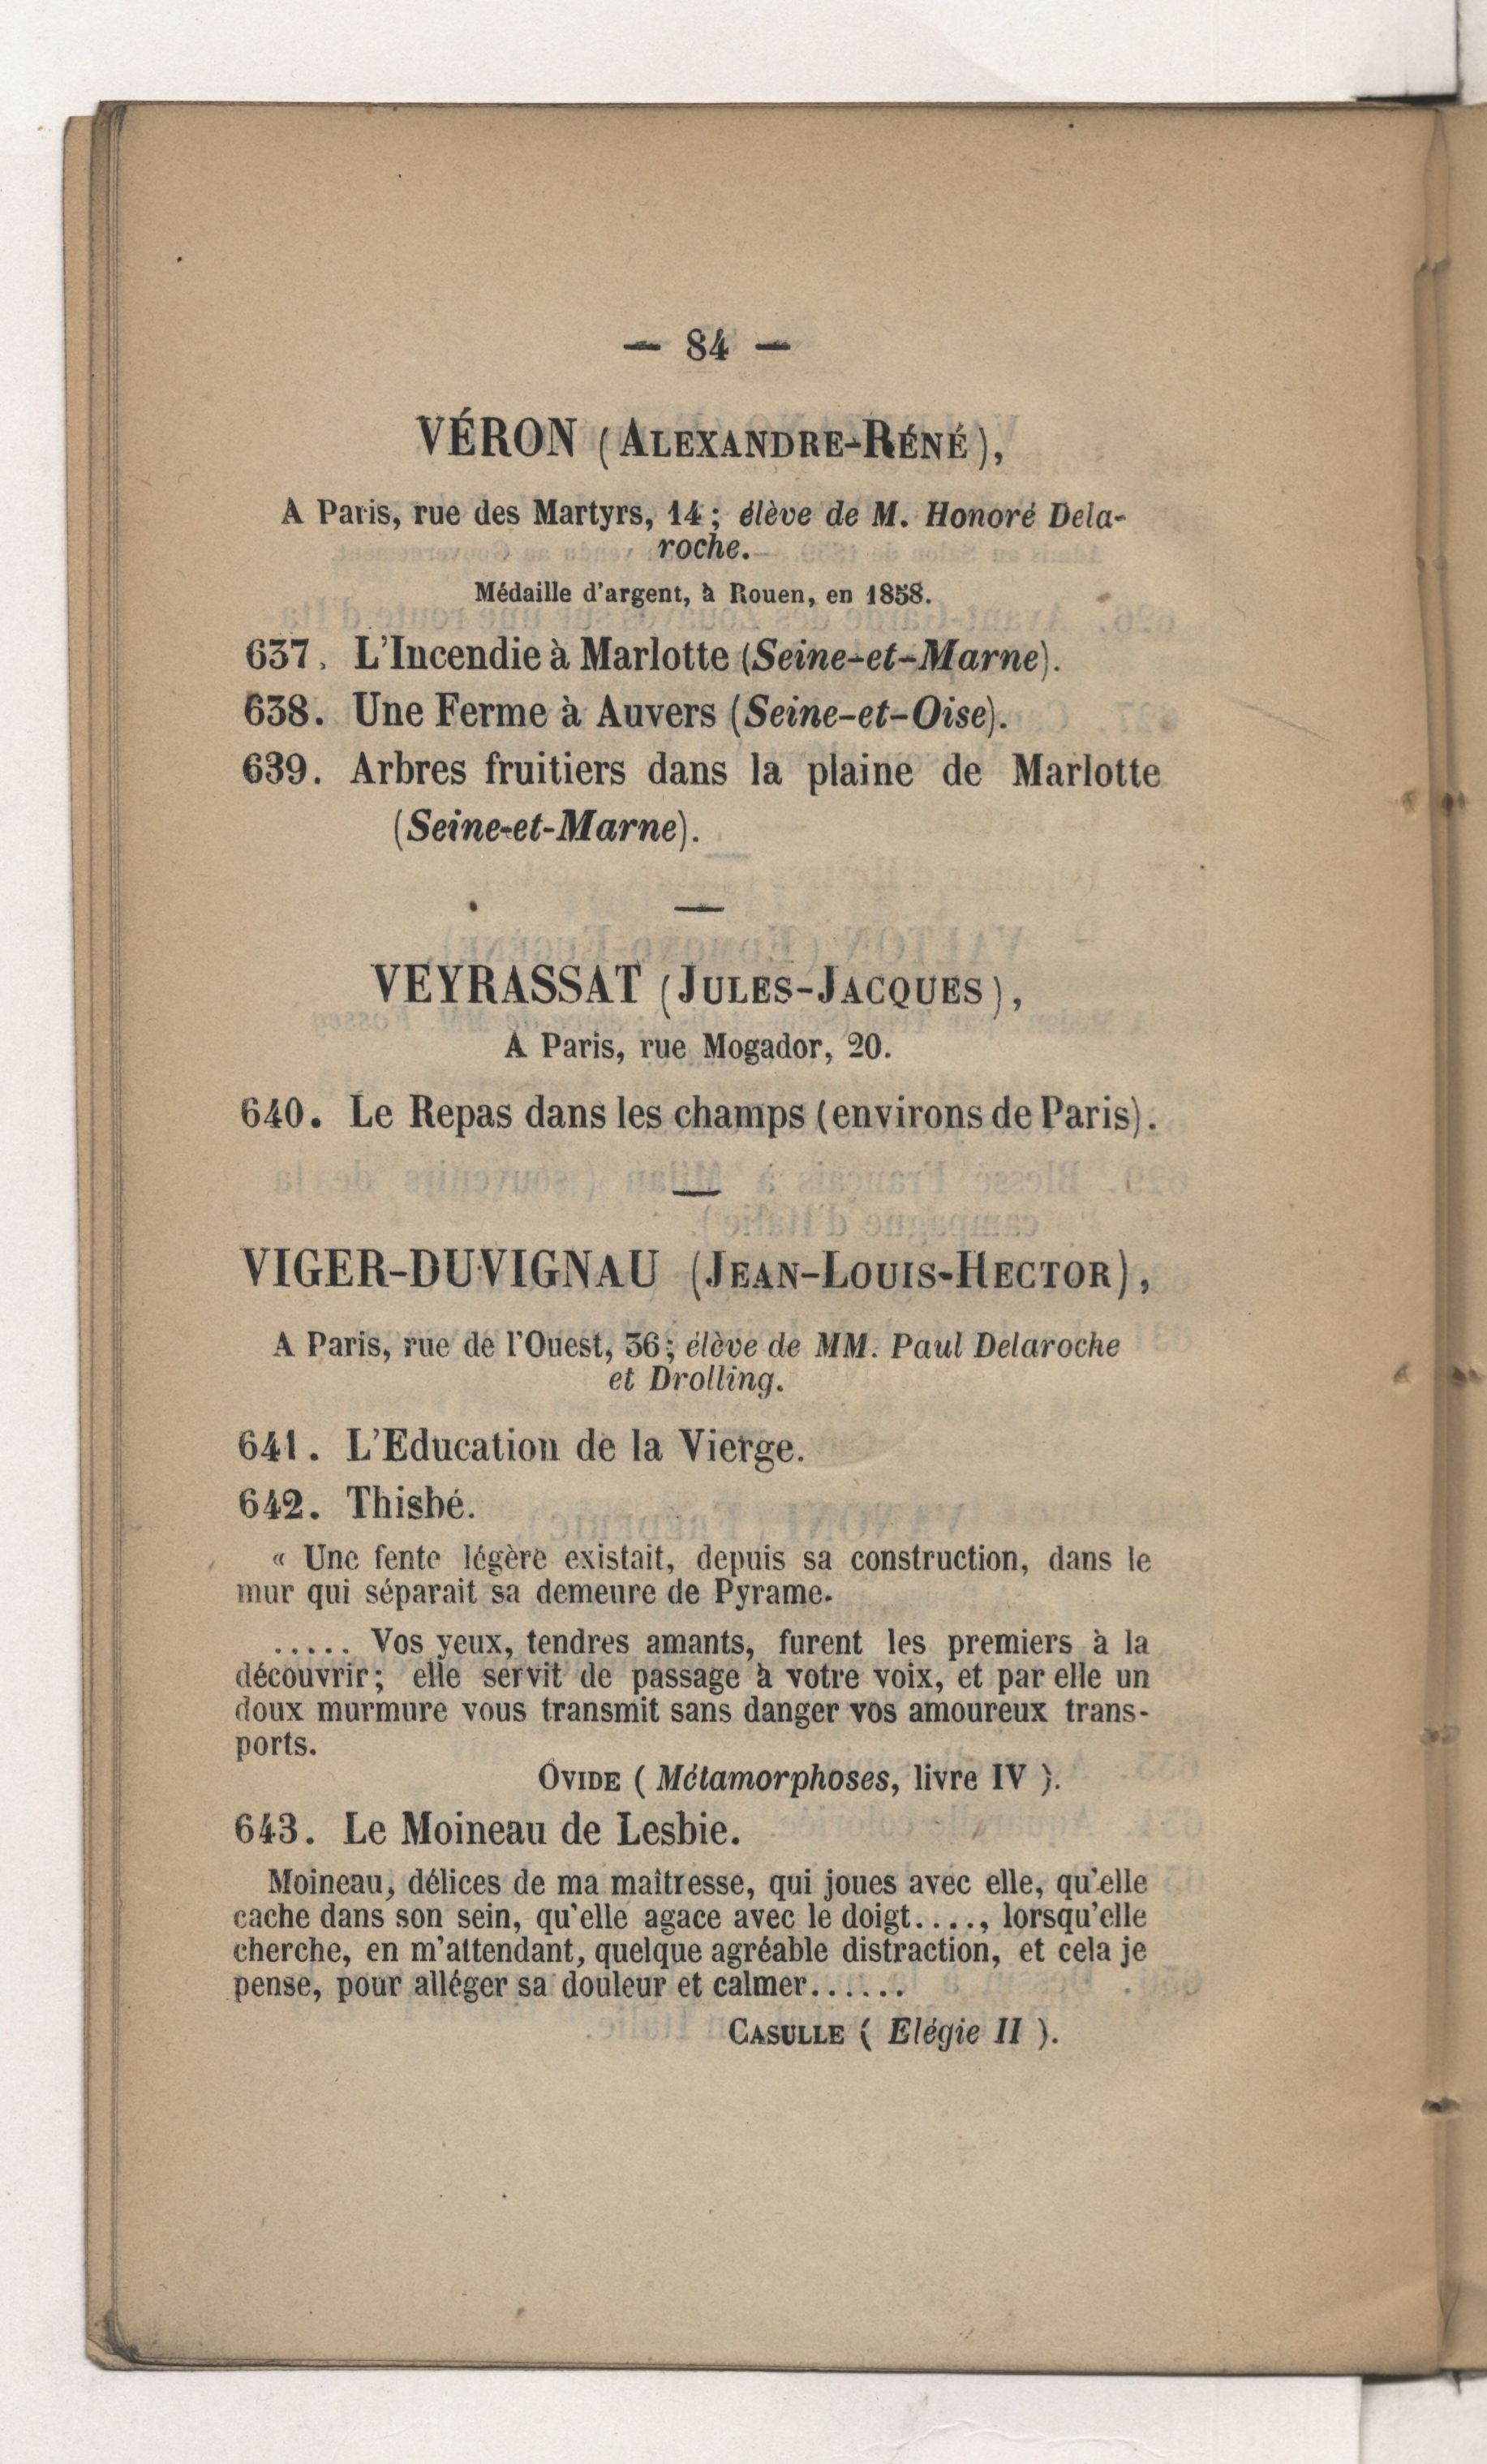 — 84 —
VÉRON (ALEXANDRE-RÉNÉ),
A Paris, rue des Martyrs, 14; élève de M. Honoré Dela-
roche.
Médaille d'argent, à Rouen, en 1858.
637. L'Incendie à Marlotte (Seine-et-Marne).
638. Une Ferme à Auvers (Seine-et-Oise).
639. Arbres fruitiers dans la plaine de Marlotte
(Seine-et-Marne).
VEYRASSAT (JULES-JACQUES),
A Paris, rue Mogador, 20.
640. Le Repas dans les champs (environs de Paris).
VIGER-DUVIGNAU (JEAN-LOUIS-HECTOR),
A Paris, rue de l'Ouest, 36; élève de MM. Paul Delaroche
et Drolling.
641. L'Education de la Vierge.
642. Thisbé.
« Une fente légère existait, depuis sa construction, dans le
mur qui séparait sa demeure de Pyrame.
..... Vos yeux, tendres amants, furent les premiers à la
découvrir; elle servit de passage à votre voix, et par elle un
doux murmure vous transmit sans danger vos amoureux trans-
ports.
OVIDE (Métamorphoses, livre IV).
643. Le Moineau de Lesbie.
Moineau, délices de ma maîtresse, qui joues avec elle, qu'elle
cache dans son sein, qu'elle agace avec le doigt...., lorsqu'elle
cherche, en m'attendant, quelque agréable distraction, et cela je
pense, pour alléger sa douleur et calmer......
CASULLE (Elégie II).